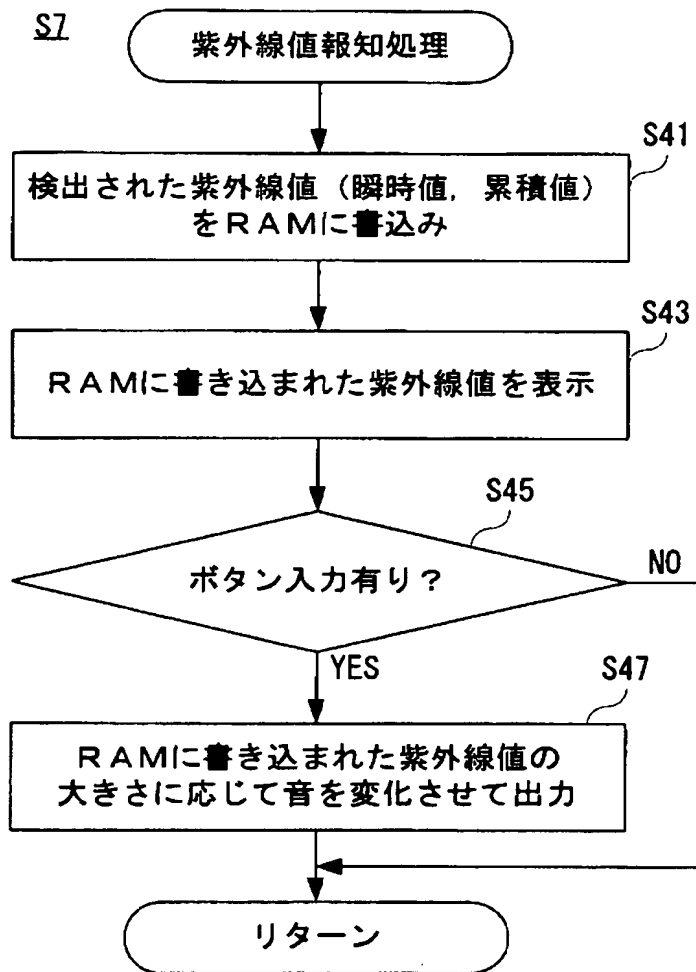 S7
紫外線値報知処理
S41
検出された紫外線値（瞬時値，累積値）
をＲＡＭに書込み
S43
ＲＡＭに書き込まれた紫外線値を表示
S45
ボタン入力有り？
NO
YES
S47
ＲＡＭに書き込まれた紫外線値の
大きさに応じて音を変化させて出力
リターン